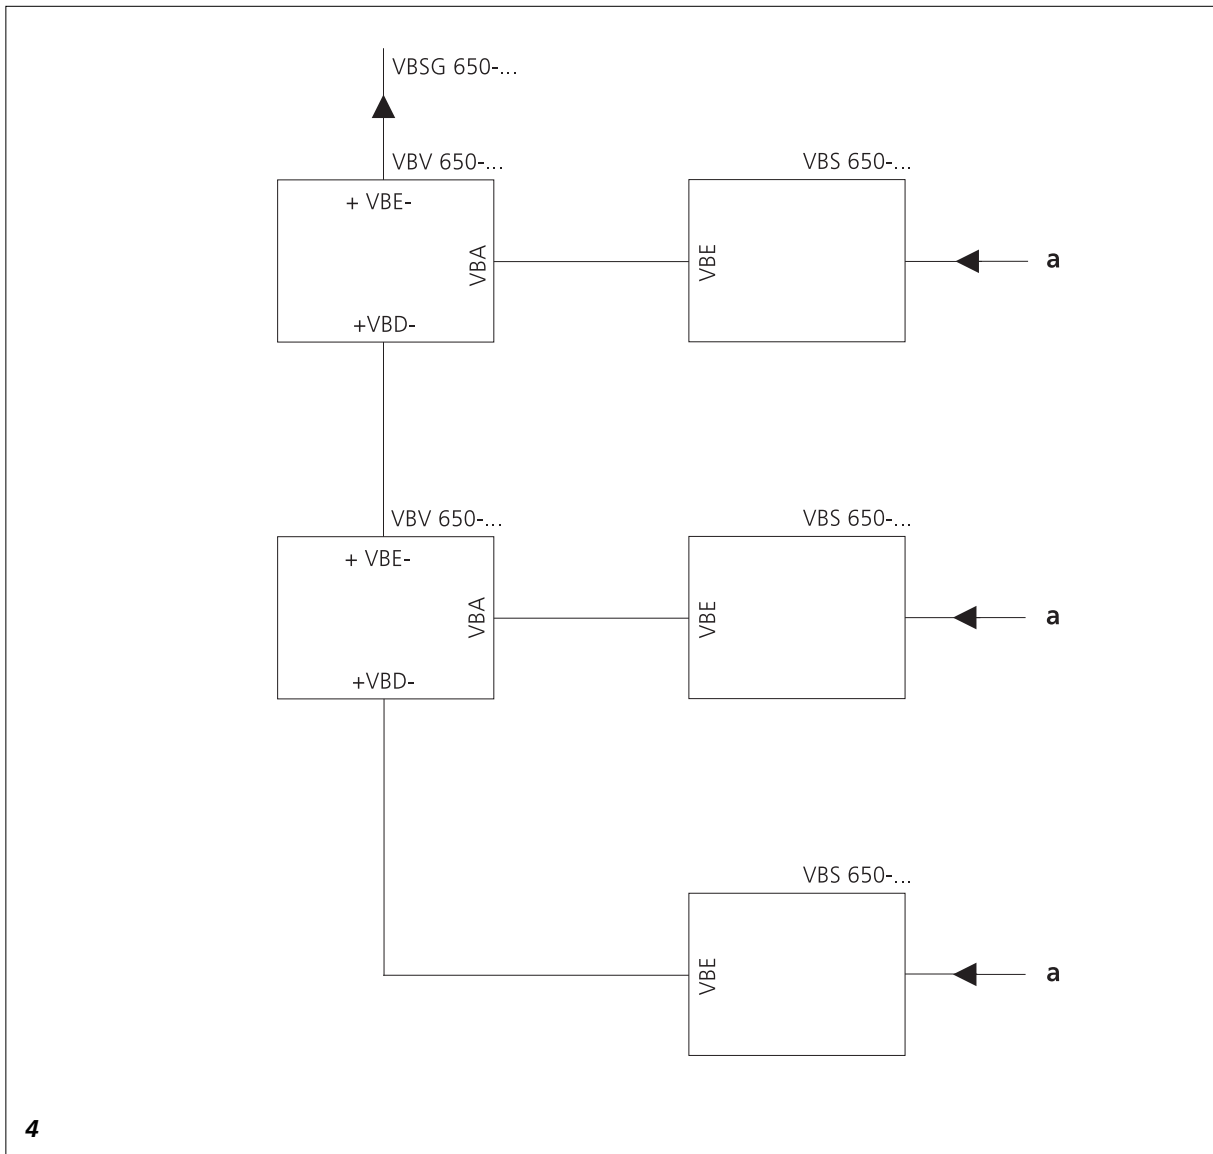 VBSG 650-...
VBV 650-...
VBS 650-...
+ VBE-
VBA
VBE
a
+VBD-
VBV 650-...
VBS 650-...
+ VBE-
VBA
VBE
a
+VBD-
VBS 650-...
VBE
a
4